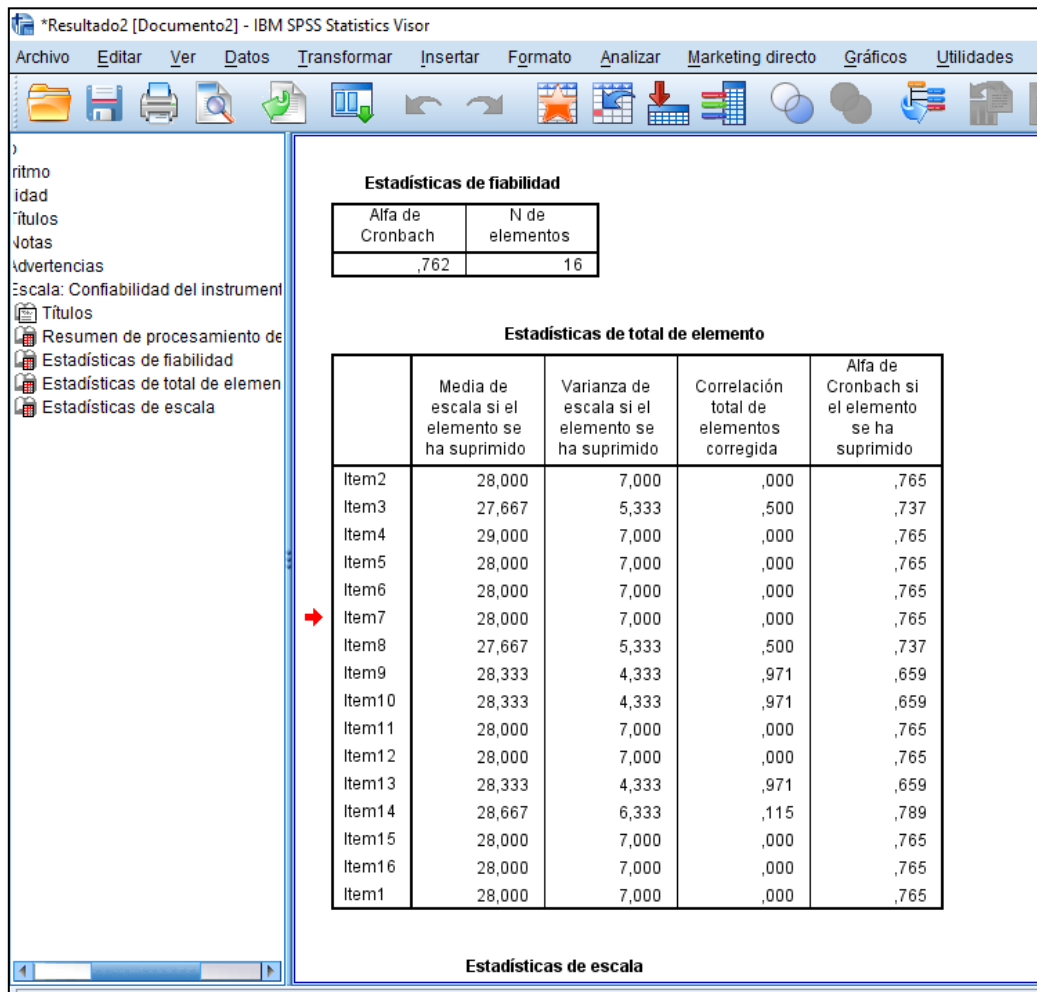 *Resultado2 [Documento2] - IBM SPSS Statistics Visor
Archivo Editar Ver Datos Transformar Insertar Formato Analizar Marketing directo Gráficos Utilidades
ritmo
idad
Títulos
Notas
Advertencias
Escala: Confiabilidad del instrument
Títulos
Resumen de procesamiento de
Estadísticas de fiabilidad
Estadísticas de total de elemen
Estadísticas de escala
Estadísticas de fiabilidad
Alfa de Cronbach N de elementos
,762 16
Estadísticas de total de elemento
Media de escala si el elemento se ha suprimido Varianza de escala si el elemento se ha suprimido Correlación total de elementos corregida Alfa de Cronbach si el elemento se ha suprimido
Item2 28,000 7,000 ,000 ,765
Item3 27,667 5,333 ,500 ,737
Item4 29,000 7,000 ,000 ,765
Item5 28,000 7,000 ,000 ,765
Item6 28,000 7,000 ,000 ,765
Item7 28,000 7,000 ,000 ,765
Item8 27,667 5,333 ,500 ,737
Item9 28,333 4,333 ,971 ,659
Item10 28,333 4,333 ,971 ,659
Item11 28,000 7,000 ,000 ,765
Item12 28,000 7,000 ,000 ,765
Item13 28,333 4,333 ,971 ,659
Item14 28,667 6,333 ,115 ,789
Item15 28,000 7,000 ,000 ,765
Item16 28,000 7,000 ,000 ,765
Item1 28,000 7,000 ,000 ,765
Estadísticas de escala